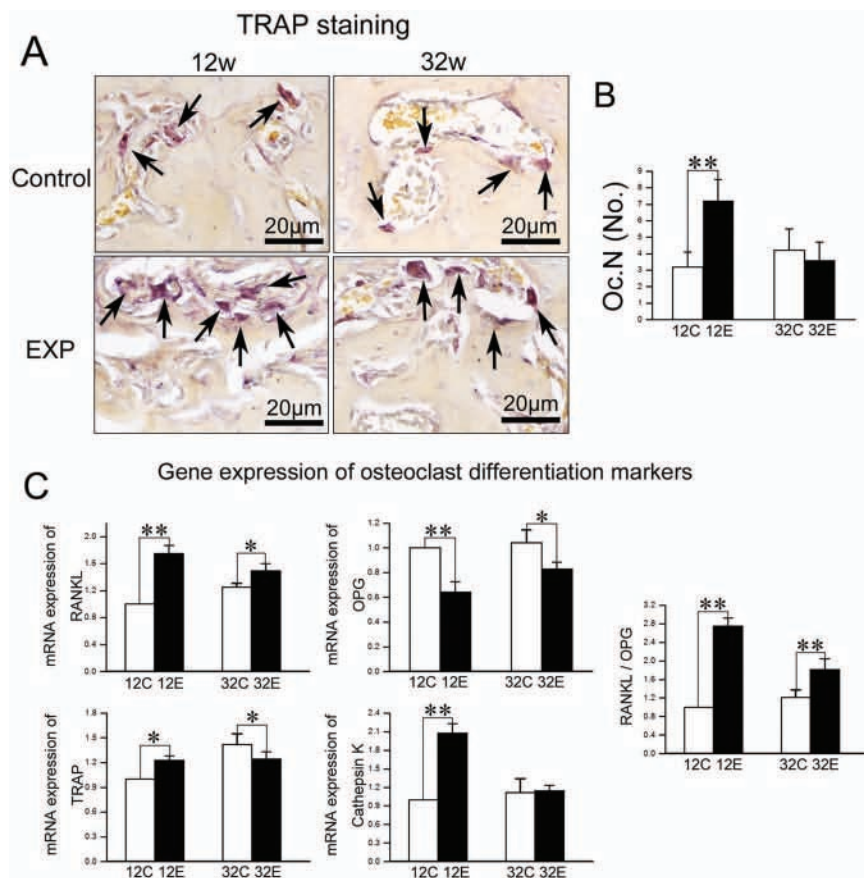 TRAP staining
A
12w
32w
Control
20μm
20μm
EXP
20μm
20μm
B
Oc.N (No.)
9
8
7
6
5
4
3
2
1
0
**
12C 12E
32C 32E
Gene expression of osteoclast differentiation markers
C
mRNA expression of
RANKL
2.0
1.6
1.2
0.8
0.4
0.0
**
*
12C 12E
32C 32E
mRNA expression of
OPG
1.2
1.0
0.8
0.6
0.4
0.2
0.0
**
*
12C 12E
32C 32E
RANKL / OPG
3.2
2.8
2.4
2.0
1.6
1.2
0.8
0.4
0.0
**
**
12C 12E
32C 32E
mRNA expression of
TRAP
1.8
1.5
1.2
0.9
0.6
0.3
0.0
*
*
12C 12E
32C 32E
mRNA expression of
Cathepsin K
2.4
2.1
1.8
1.5
1.2
0.9
0.6
0.3
0.0
**
12C 12E
32C 32E